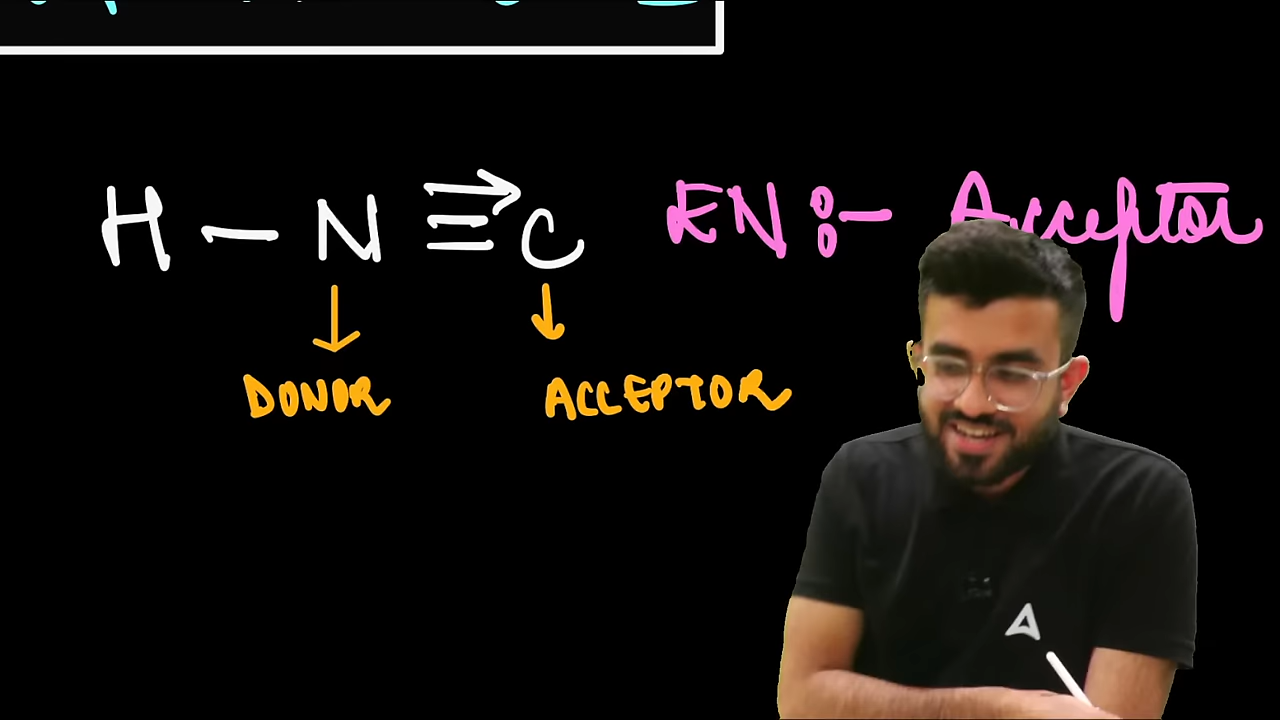 H — N ≡ C EN :- Acceptor
DONOR ACCEPTOR